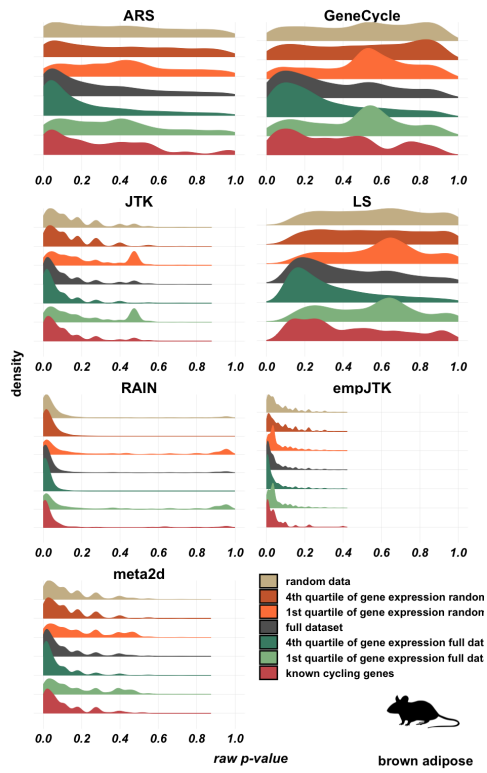 ARS GeneCycle
0.0 0.2 0.4 0.6 0.8 1.0 0.0 0.2 0.4 0.6 0.8 1.0
JTK LS
0.0 0.2 0.4 0.6 0.8 1.0 0.0 0.2 0.4 0.6 0.8 1.0
density
RAIN empJTK
0.0 0.2 0.4 0.6 0.8 1.0 0.0 0.2 0.4 0.6 0.8 1.0
meta2d
0.0 0.2 0.4 0.6 0.8 1.0
raw p-value
random data
4th quartile of gene expression random
1st quartile of gene expression random
full dataset
4th quartile of gene expression full dat
1st quartile of gene expression full dat
known cycling genes
brown adipose